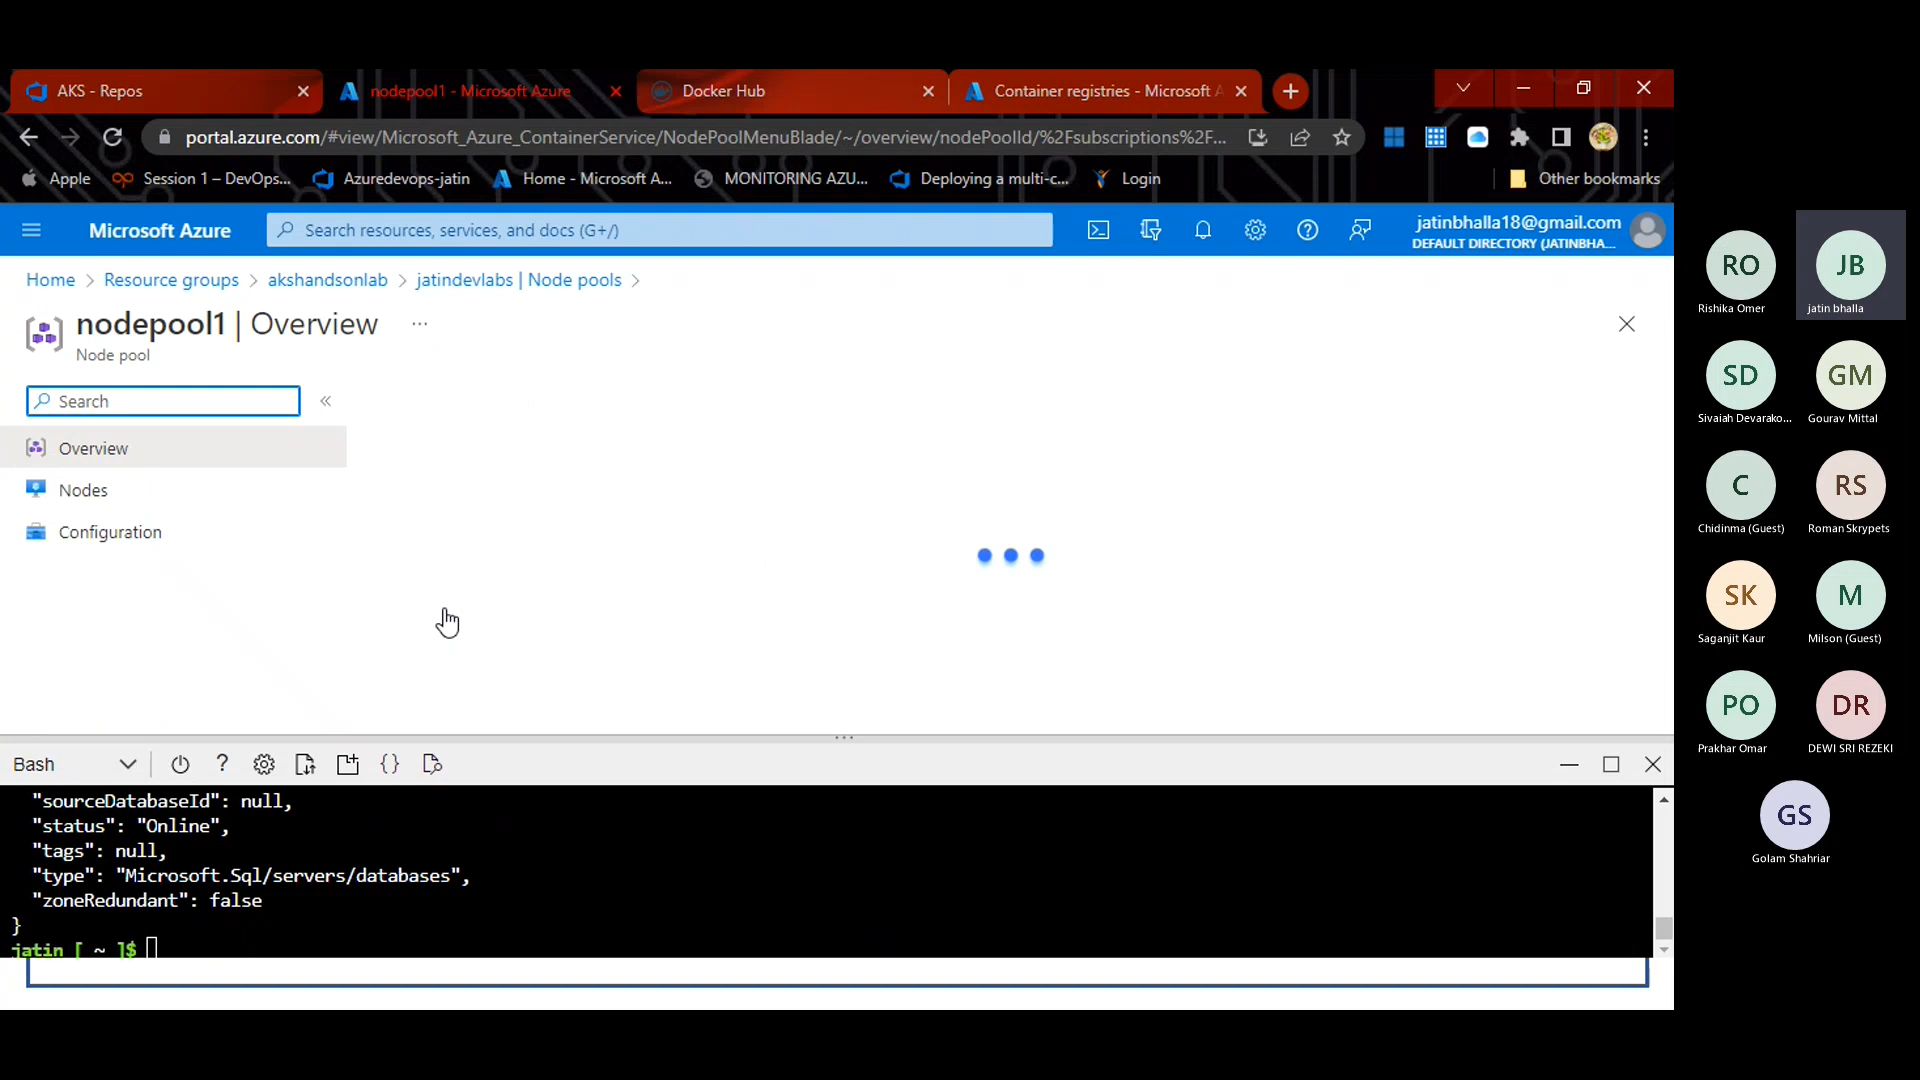 AKS - Repos
nodepool1 - Microsoft Azure
Docker Hub
Container registries - Microsoft A
portal.azure.com/#view/Microsoft_Azure_ContainerService/NodePoolMenuBlade/~/overview/nodePoolId/%2Fsubscriptions%2F...
Apple
Session 1 – DevOps...
Azuredevops-jatin
Home - Microsoft A...
MONITORING AZU...
Deploying a multi-c...
Login
Other bookmarks
Microsoft Azure
Search resources, services, and docs (G+/)
jatinbhalla18@gmail.com
DEFAULT DIRECTORY (JATINBHA...
Home > Resource groups > akshandsonlab > jatindevlabs | Node pools >
nodepool1 | Overview ...
Node pool
Search
«
Overview
Nodes
Configuration
Bash
?
{}
"sourceDatabaseId": null,
"status": "Online",
"tags": null,
"type": "Microsoft.Sql/servers/databases",
"zoneRedundant": false
}
jatin [ ~ ]$
RO
Rishika Omer
JB
jatin bhalla
SD
Sivaiah Devarako...
GM
Gourav Mittal
C
Chidinma (Guest)
RS
Roman Skrypets
SK
Saganjit Kaur
M
Milson (Guest)
PO
Prakhar Omar
DR
DEWI SRI REZEKI
GS
Golam Shahriar